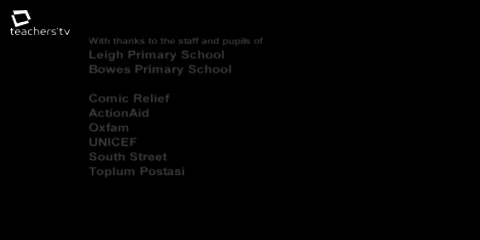 teachers'tv
With thanks to the staff and pupils of
Leigh Primary School
Bowes Primary School
Comic Relief
ActionAid
Oxfam
UNICEF
South Street
Toplum Postasi